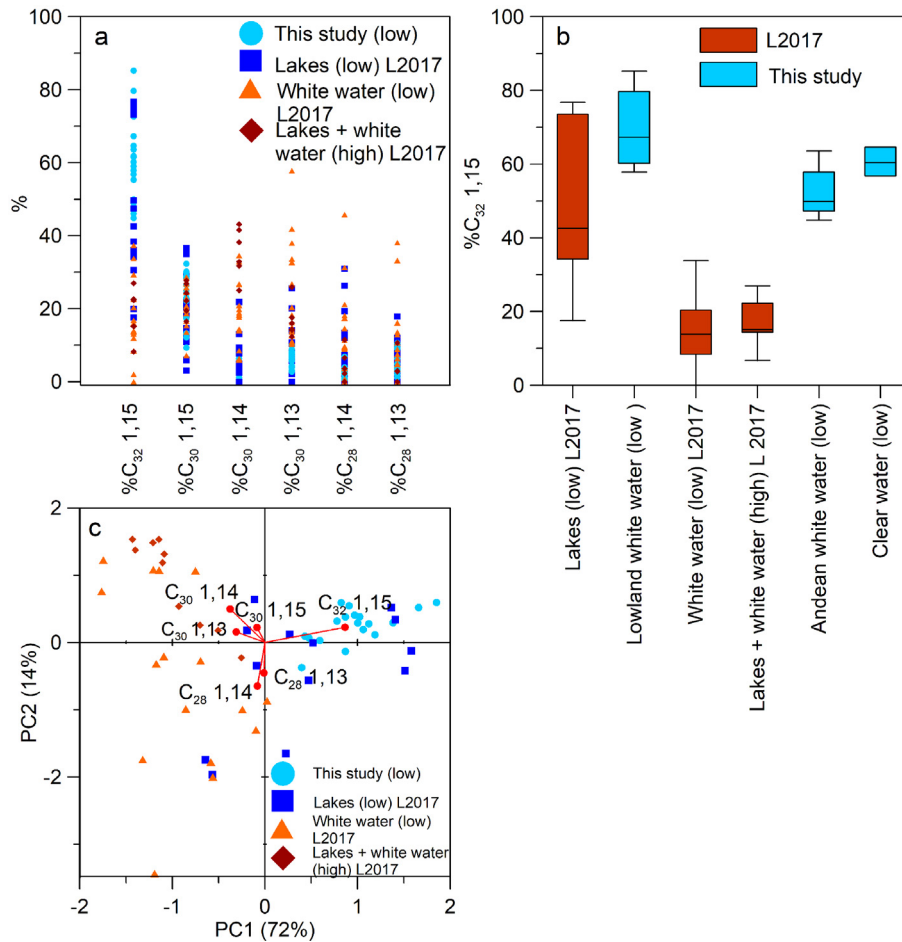 a
This study (low)
Lakes (low) L2017
White water (low)
L2017
Lakes + white
water (high) L2017
100
80
60
40
20
0
%
%C32 1,15
%C30 1,15
%C30 1,14
%C30 1,13
%C28 1,14
%C28 1,13
b
L2017
This study
100
80
60
40
20
0
%C32 1,15
Lakes (low) L2017
Lowland white water (low )
White water (low) L2017
Lakes + white water (high) L 2017
Andean white water (low)
Clear water (low)
c
2
0
-2
PC2 (14%)
C30 1,14
C30 1,15
C32 1,15
C30 1,13
C28 1,14
C28 1,13
This study (low)
Lakes (low) L2017
White water (low)
L2017
Lakes + white water
(high) L2017
-2
-1
0
1
2
PC1 (72%)